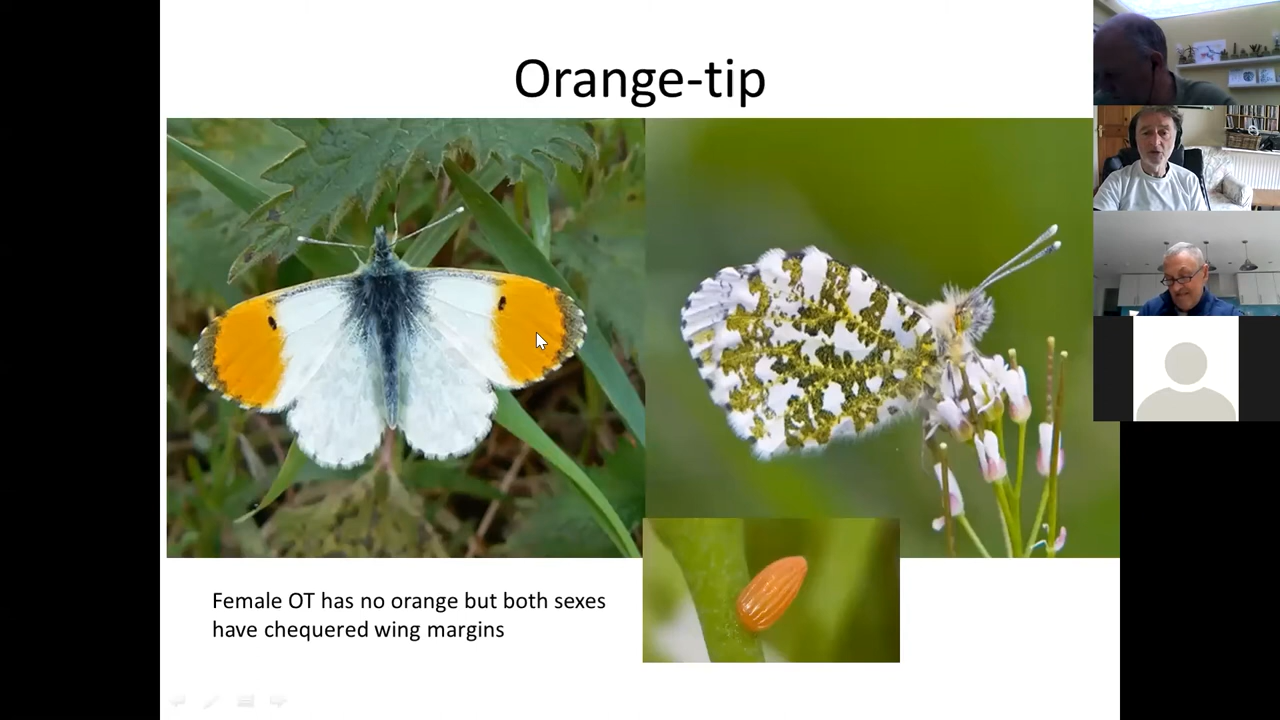 Orange-tip
Female OT has no orange but both sexes
have chequered wing margins